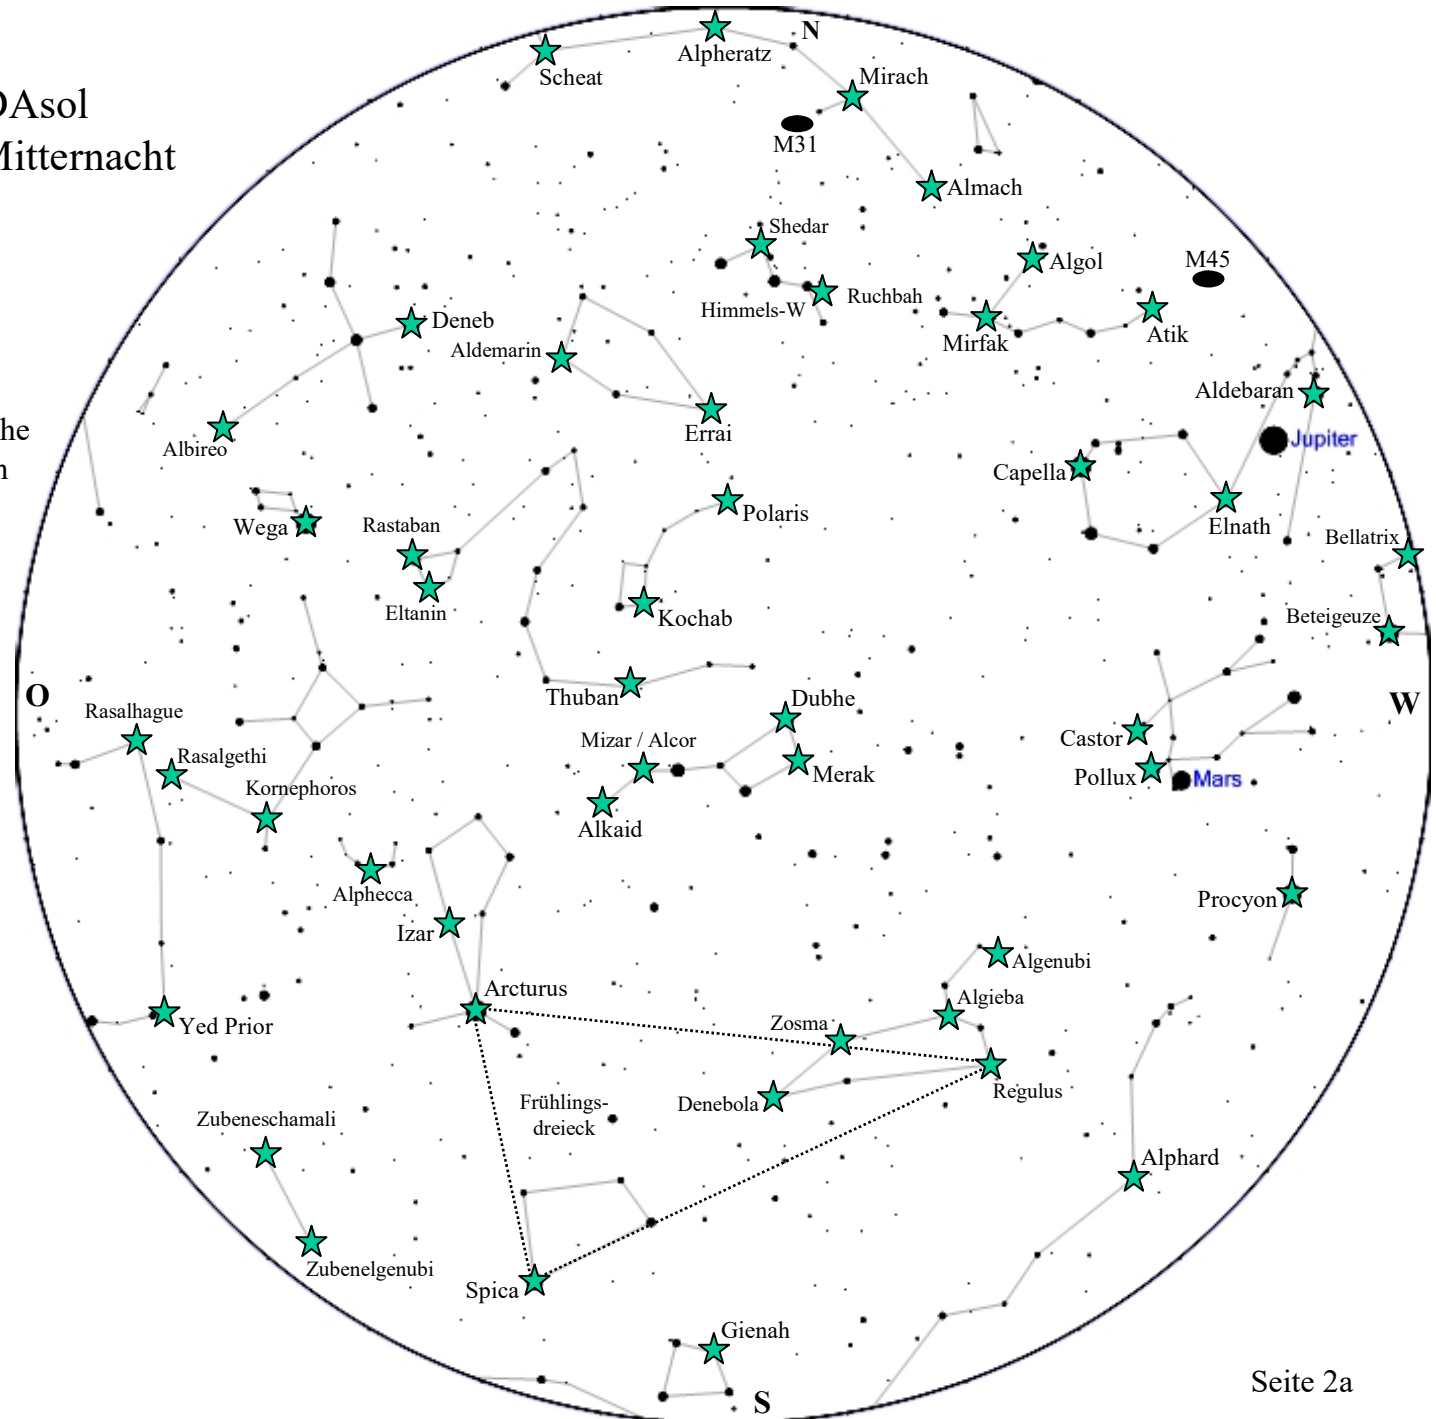 N
Alpheratz
Scheat
Mirach
DAsol
M31
Mitternacht
Almach
Shedar
Algol
M45
Himmels-W
Ruchbah
Deneb
Mirfak
Atik
Aldemarin
Aldebaran
Errai
Jupiter
he
Albireo
n
Capella
Polaris
Elnath
Wega
Rastaban
Bellatrix
Eltanin
Kochab
Beteigeuze
O
Thuban
Dubhe
W
Rasalhague
Castor
Mizar / Alcor
Rasalgethi
Merak
Pollux
Mars
Kornephoros
Alkaid
Alphecca
Procyon
Izar
Algenubi
Arcturus
Algieba
Yed Prior
Zosma
Regulus
Frühlings-
dreieck
Denebola
Zubeneschamali
Alphard
Zubenelgenubi
Spica
Gienah
Seite 2a
S